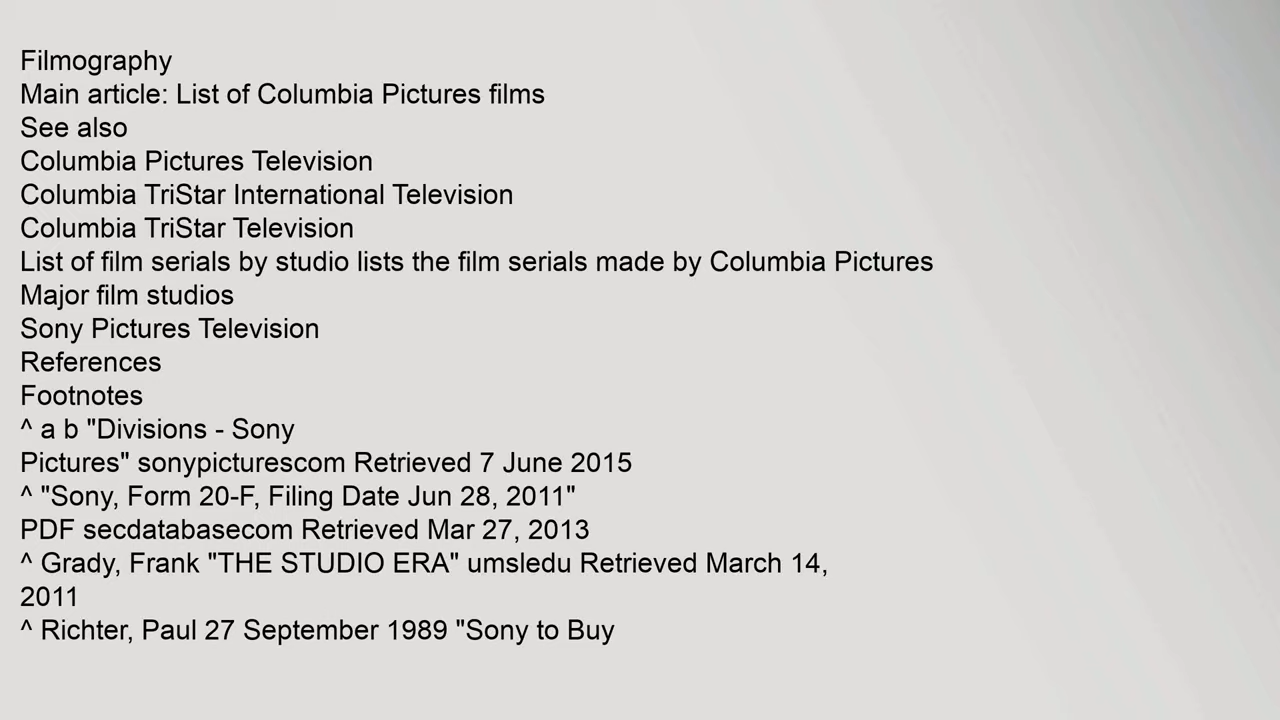 Filmography
Main article: List of Columbia Pictures films
See also
Columbia Pictures Television
Columbia TriStar International Television
Columbia TriStar Television
List of film serials by studio lists the film serials made by Columbia Pictures
Major film studios
Sony Pictures Television
References
Footnotes
^ a b "Divisions - Sony
Pictures" sonypicturescom Retrieved 7 June 2015
^ "Sony, Form 20-F, Filing Date Jun 28, 2011"
PDF secdatabasecom Retrieved Mar 27, 2013
^ Grady, Frank "THE STUDIO ERA" umsledu Retrieved March 14,
2011
^ Richter, Paul 27 September 1989 "Sony to Buy